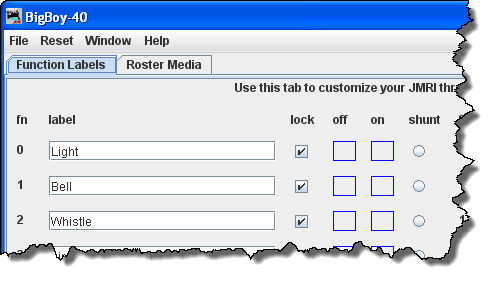 BigBoy-40
File Reset Window Help
Function Labels Roster Media
Use this tab to customize your JMRI
fn label lock off on shunt
0 Light
1 Bell
2 Whistle